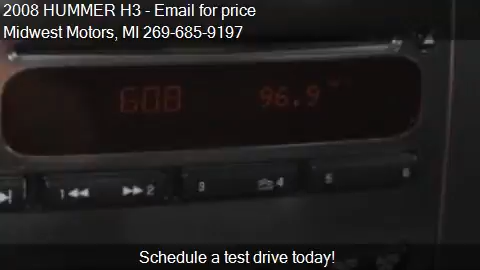 2008 HUMMER H3 - Email for price
Midwest Motors, MI 269-685-9197
6:08 96.9
1 2 3 4 5 6
Schedule a test drive today!